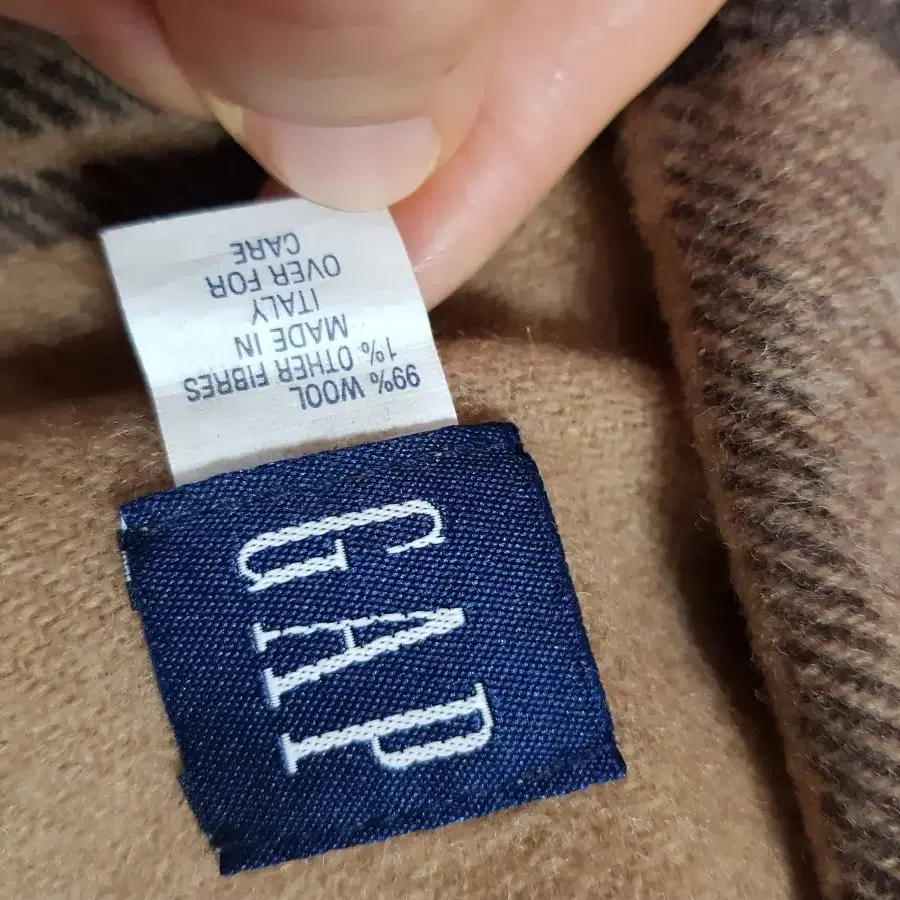 99% WOOL
1% OTHER FIBRES
MADE IN
ITALY
OVER FOR
CARE
GAP